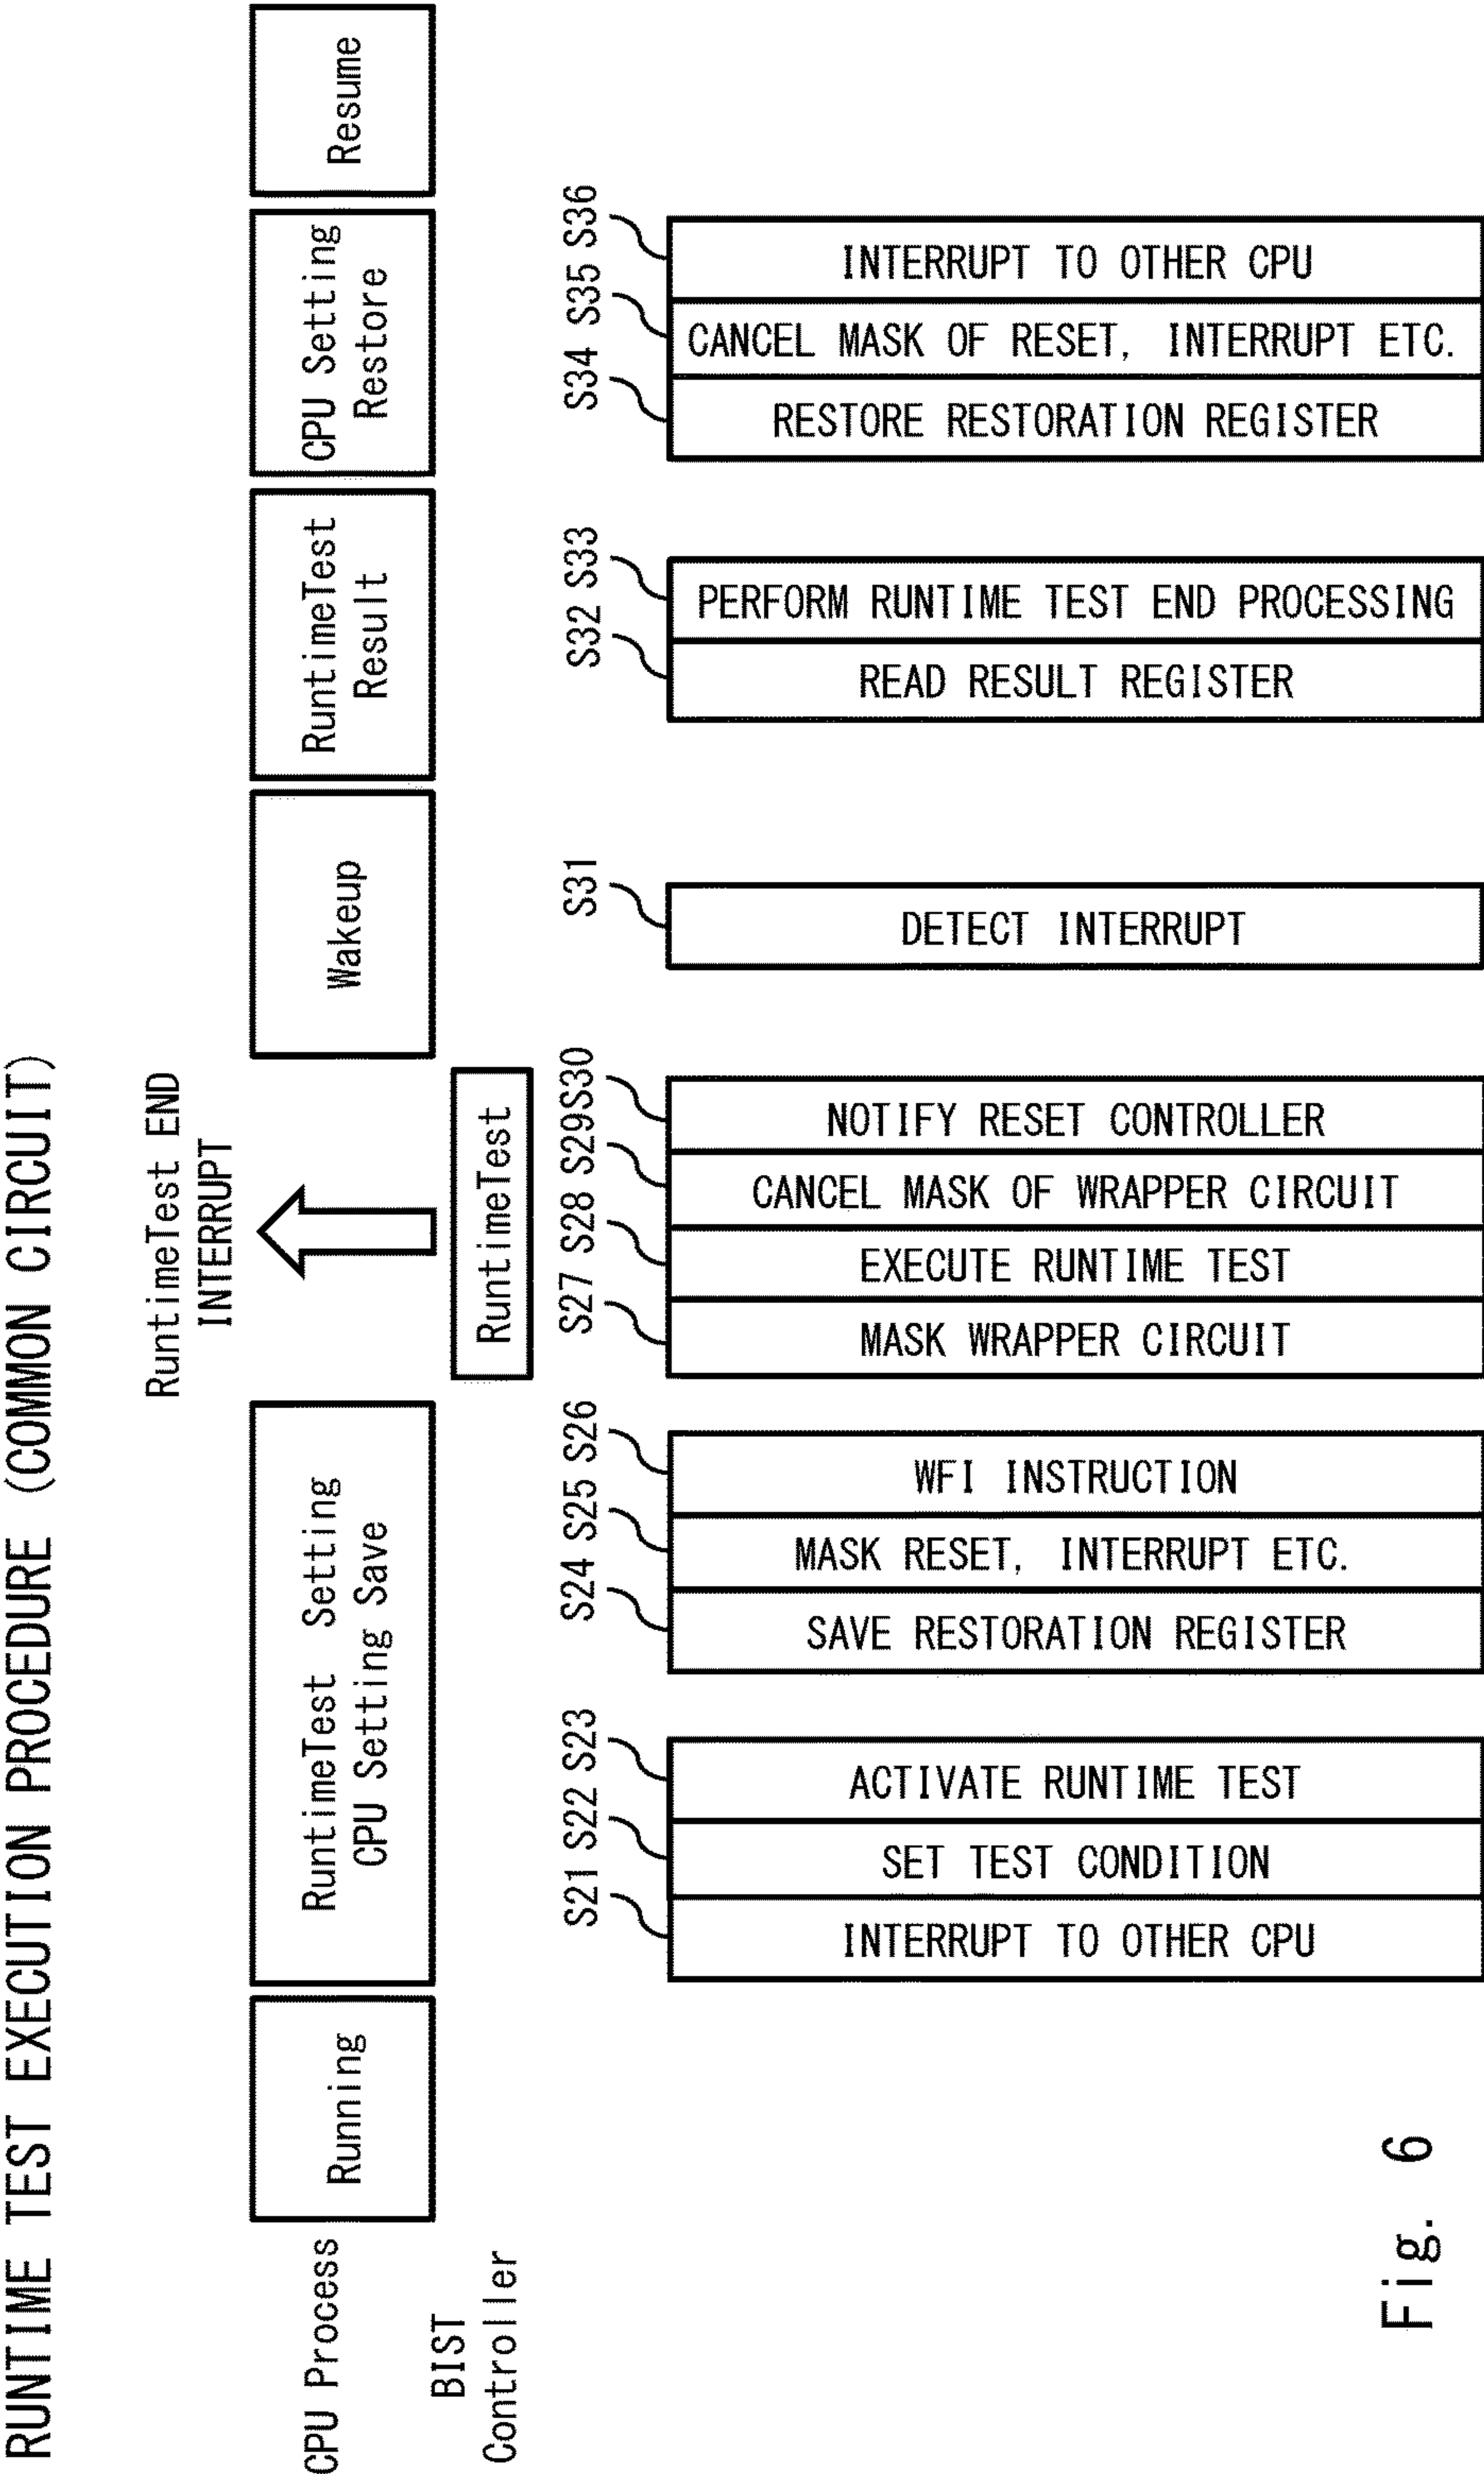 RUNTIME TEST EXECUTION PROCEDURE (COMMON CIRCUIT)
RuntimeTest END
INTERRUPT
CPU Process
Running
RuntimeTest Setting
CPU Setting Save
Wakeup
RuntimeTest
Result
CPU Setting
Restore
Resume
BIST
Controller
RuntimeTest
S21
INTERRUPT TO OTHER CPU
S22
SET TEST CONDITION
S23
ACTIVATE RUNTIME TEST
S24
SAVE RESTORATION REGISTER
S25
MASK RESET, INTERRUPT ETC.
S26
WFI INSTRUCTION
S27
MASK WRAPPER CIRCUIT
S28
EXECUTE RUNTIME TEST
S29
CANCEL MASK OF WRAPPER CIRCUIT
S30
NOTIFY RESET CONTROLLER
S31
DETECT INTERRUPT
S32
READ RESULT REGISTER
S33
PERFORM RUNTIME TEST END PROCESSING
S34
RESTORE RESTORATION REGISTER
S35
CANCEL MASK OF RESET, INTERRUPT ETC.
S36
INTERRUPT TO OTHER CPU
Fig. 6